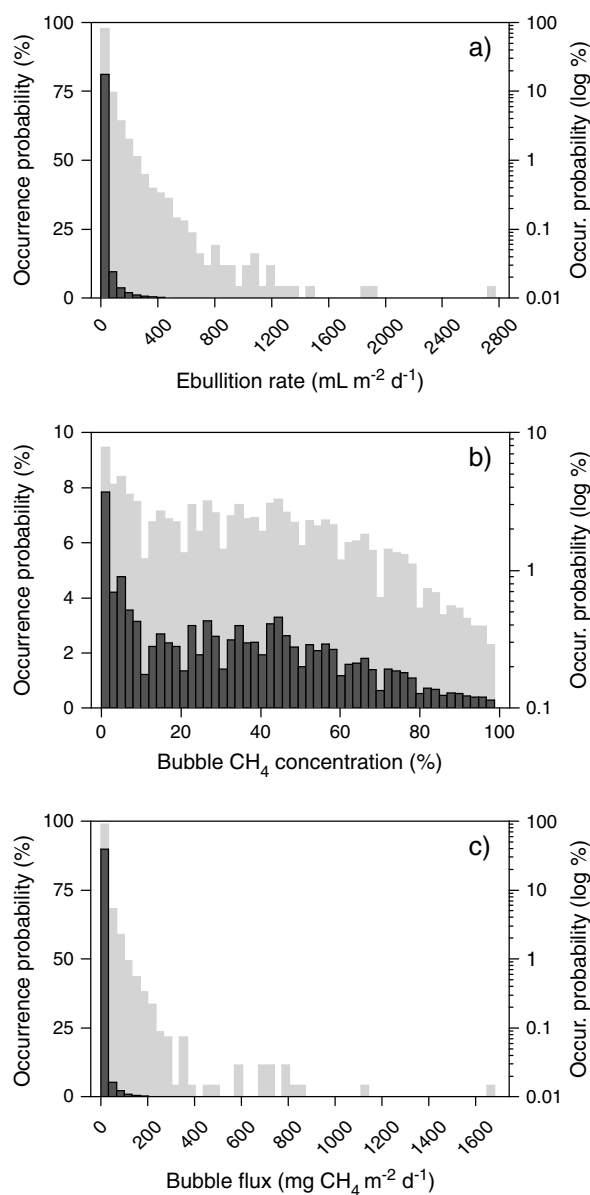 a)
Occurrence probability (%)
100
75
50
25
0
Occur. probability (log %)
100
10
1
0.1
0.01
0 400 800 1200 1600 2000 2400 2800
Ebullition rate (mL m⁻² d⁻¹)
b)
Occurrence probability (%)
10
8
6
4
2
0
Occur. probability (log %)
10
1
0.1
0 20 40 60 80 100
Bubble CH₄ concentration (%)
c)
Occurrence probability (%)
100
75
50
25
0
Occur. probability (log %)
100
10
1
0.1
0.01
0 200 400 600 800 1000 1200 1400 1600
Bubble flux (mg CH₄ m⁻² d⁻¹)